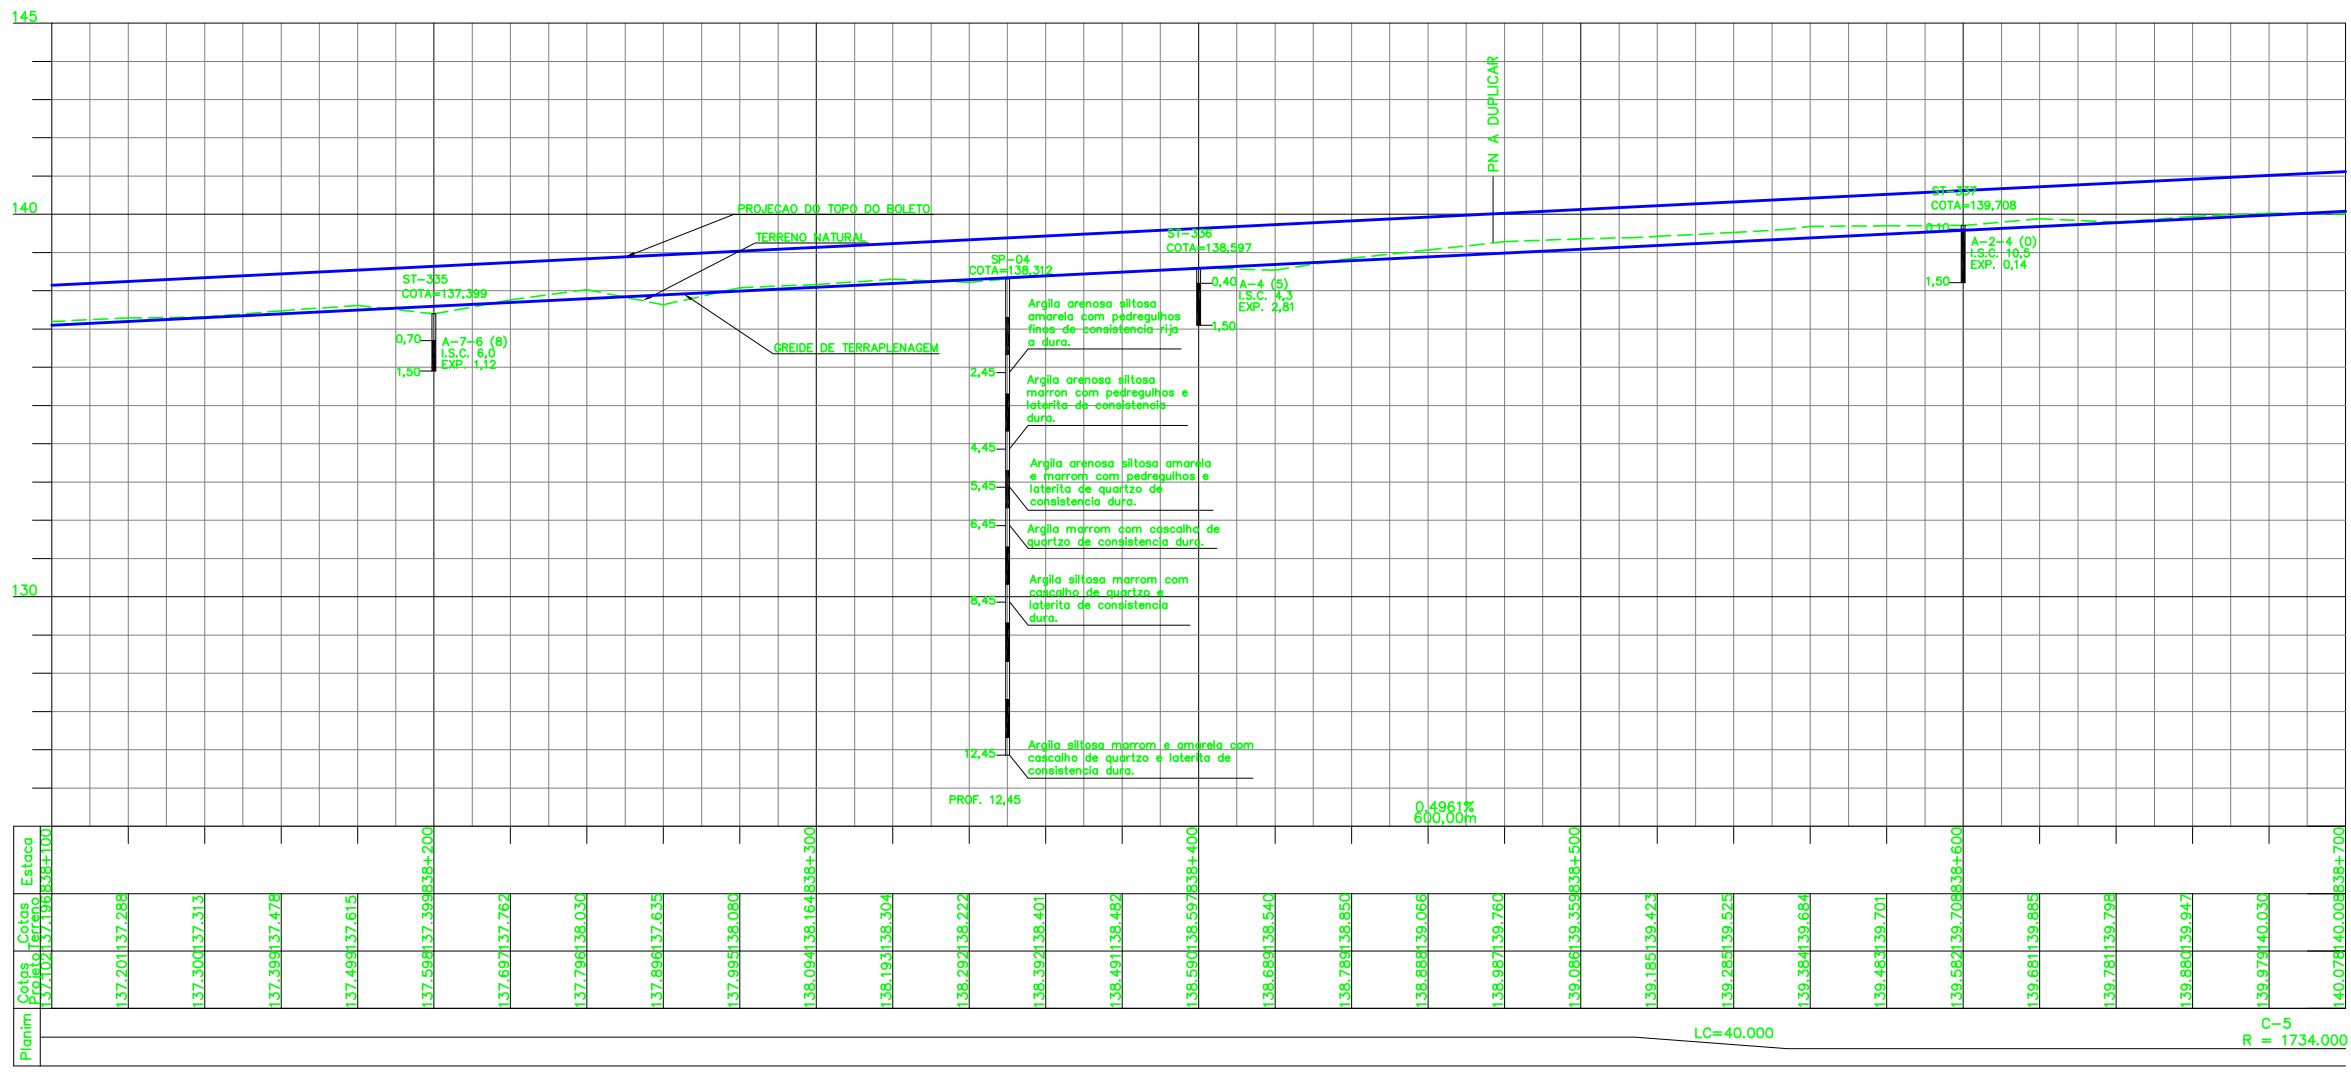 145
140
130
PN A DUPLICAR
PROJECAO DO TOPO DO BOLETO
TERRENO NATURAL
GREIDE DE TERRAPLENAGEM
ST-335
COTA=137,399
0,70
1,50
A-7-6 (8)
I.S.C. 6,0
EXP. 1,12
SP-04
COTA=138,312
Argila arenosa siltosa
amarela com pedregulhos
finos de consistencia rija
a dura.
2,45
Argila arenosa siltosa
marron com pedregulhos e
laterita de consistencia
dura.
4,45
Argila arenosa siltosa amarela
e marrom com pedregulhos e
laterita de quartzo de
consistencia dura.
5,45
6,45
Argila marrom com cascalho de
quartzo de consistencia dura.
Argila siltosa marrom com
cascalho de quartzo e
laterita de consistencia
dura.
8,45
12,45
Argila siltosa marrom e amarela com
cascalho de quartzo e laterita de
consistencia dura.
PROF. 12,45
ST-336
COTA=138,597
0,40
1,50
A-4 (5)
I.S.C. 4,3
EXP. 2,81
ST-337
COTA=139,708
0,10
1,50
A-2-4 (0)
I.S.C. 10,5
EXP. 0,14
0.4961%
600,00m
Estaca
838+100
838+200
838+300
838+400
838+500
838+600
838+700
Cotas
Terreno
137.196
137.288
137.313
137.478
137.615
137.399
137.762
138.030
137.635
138.080
138.164
138.304
138.222
138.401
138.482
138.597
138.540
138.850
139.066
139.760
139.359
139.423
139.525
139.684
139.701
139.708
139.885
139.798
139.947
140.030
140.008
Cotas
Projeto
137.102
137.201
137.300
137.399
137.499
137.598
137.697
137.796
137.896
137.995
138.094
138.193
138.292
138.392
138.491
138.590
138.689
138.789
138.888
138.987
139.086
139.185
139.285
139.384
139.483
139.582
139.681
139.781
139.880
139.979
140.078
Planim
LC=40.000
C-5
R = 1734.000